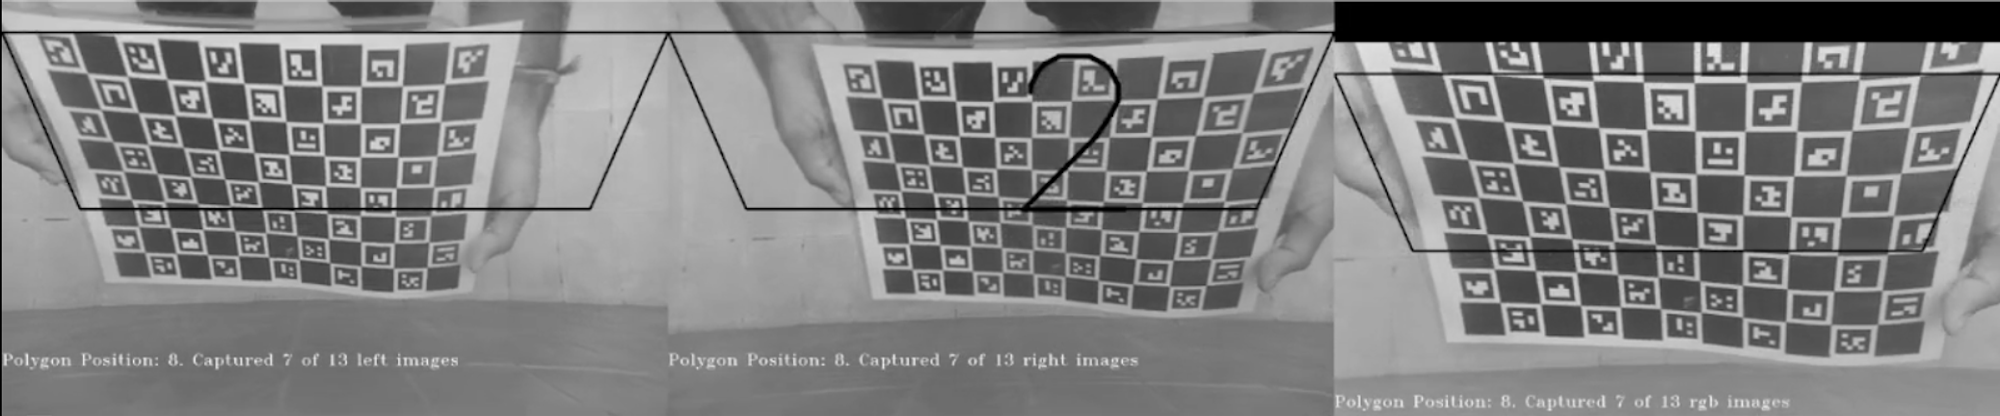 2
Polygon Position: 8. Captured 7 of 13 left images
Polygon Position: 8. Captured 7 of 13 right images
Polygon Position: 8. Captured 7 of 13 rgb images